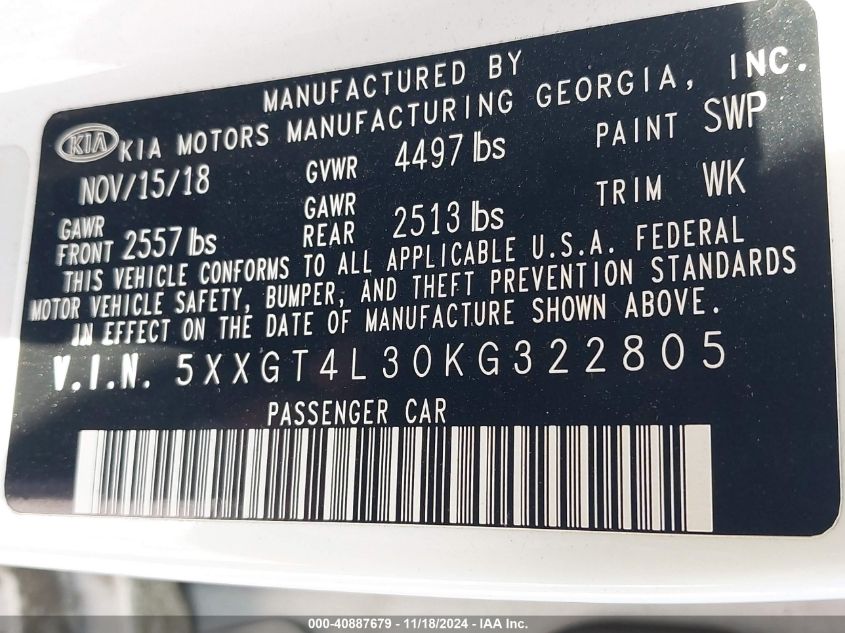 MANUFACTURED BY
KIA KIA MOTORS MANUFACTURING GEORGIA, INC.
NOV/15/18 GVWR 4497 lbs PAINT SWP
GAWR FRONT 2557 lbs GAWR REAR 2513 lbs TRIM WK
THIS VEHICLE CONFORMS TO ALL APPLICABLE U.S.A. FEDERAL
MOTOR VEHICLE SAFETY, BUMPER, AND THEFT PREVENTION STANDARDS
IN EFFECT ON THE DATE OF MANUFACTURE SHOWN ABOVE.
V.I.N. 5XXGT4L30KG322805
PASSENGER CAR
000-40887679 - 11/18/2024 - IAA Inc.